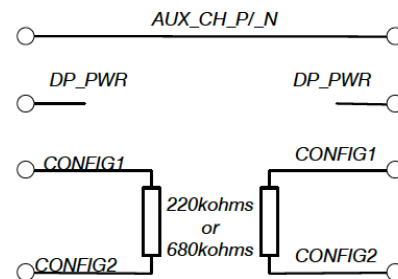 AUX_CH_P/_N
DP_PWR DP_PWR
CONFIG1 CONFIG1
220kohms
or
680kohms
CONFIG2 CONFIG2